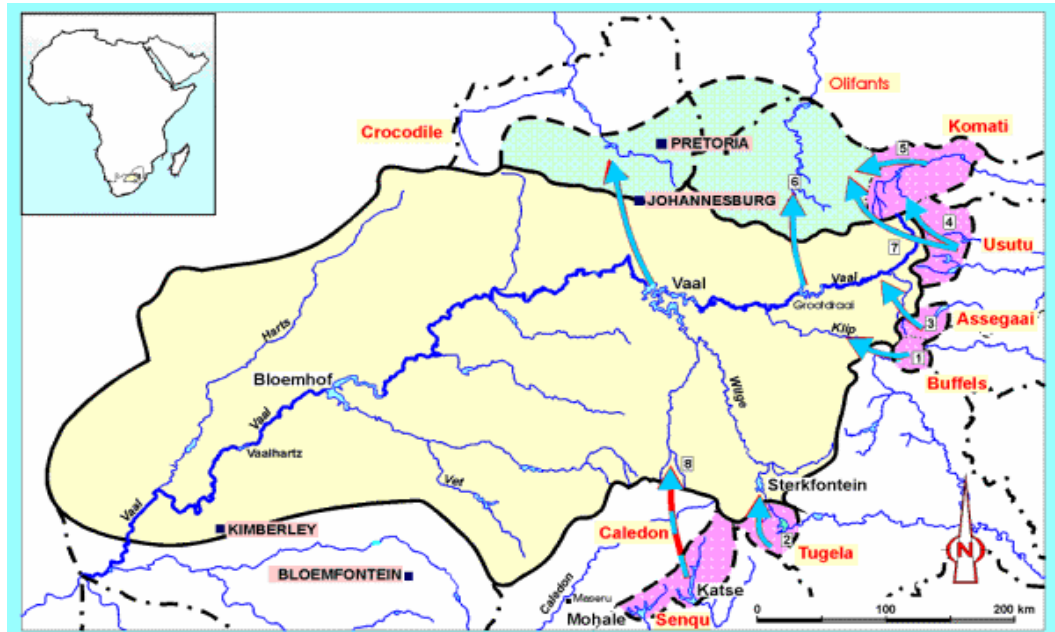 Olifants
Komati
Crocodile
PRETORIA
5
6
JOHANNESBURG
4
7
Usutu
Vaal
Vaal
Grootdraai
Assegaai
3
Klip
1
Harts
Buffels
Bloemhof
Wilge
Vaal
Vaalhartz
8
Vet
Sterkfontein
Vaal
KIMBERLEY
Caledon
2
Tugela
N
BLOEMFONTEIN
Caledon
Maseru
Katse
Mohale
Senqu
0 100 200 km